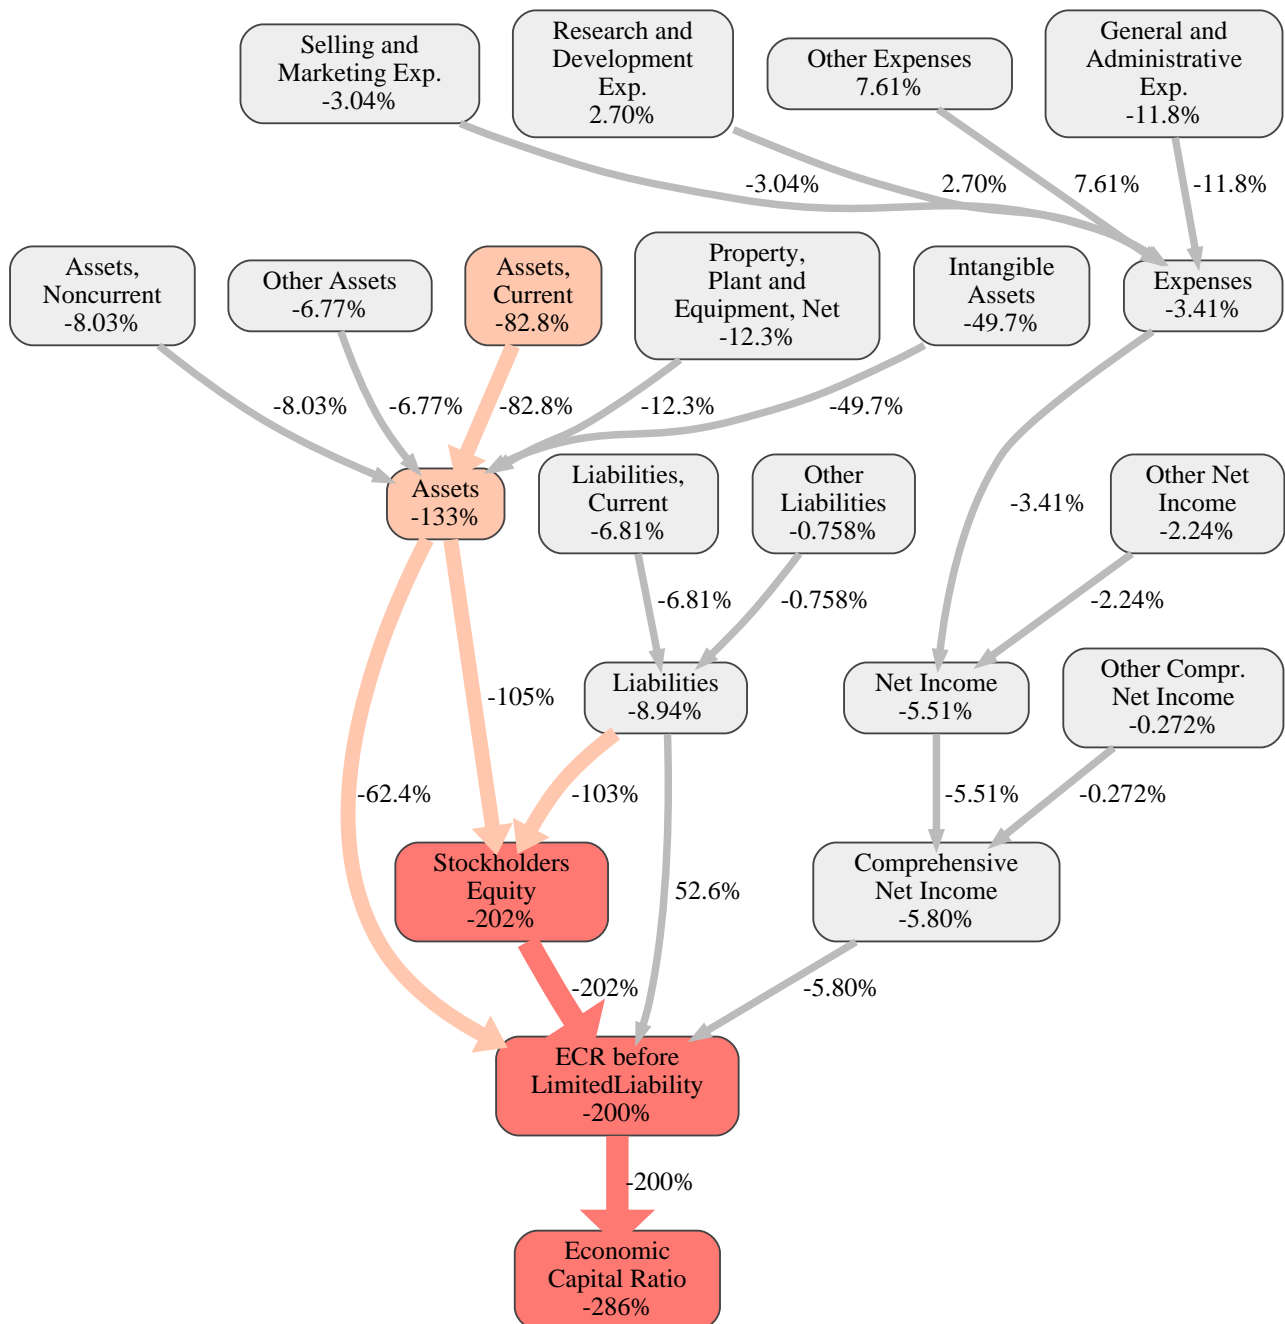 Selling and
Marketing Exp.
-3.04%
Research and
Development
Exp.
2.70%
Other Expenses
7.61%
General and
Administrative
Exp.
-11.8%
-3.04%
2.70%
7.61%
-11.8%
Assets,
Noncurrent
-8.03%
Other Assets
-6.77%
Assets,
Current
-82.8%
Property,
Plant and
Equipment, Net
-12.3%
Intangible
Assets
-49.7%
Expenses
-3.41%
-8.03%
-6.77%
-82.8%
-12.3%
-49.7%
Assets
-133%
Liabilities,
Current
-6.81%
Other
Liabilities
-0.758%
-3.41%
Other Net
Income
-2.24%
-6.81%
-0.758%
-2.24%
-105%
Liabilities
-8.94%
Net Income
-5.51%
Other Compr.
Net Income
-0.272%
-62.4%
-103%
-5.51%
-0.272%
Stockholders
Equity
-202%
52.6%
Comprehensive
Net Income
-5.80%
-202%
-5.80%
ECR before
LimitedLiability
-200%
-200%
Economic
Capital Ratio
-286%